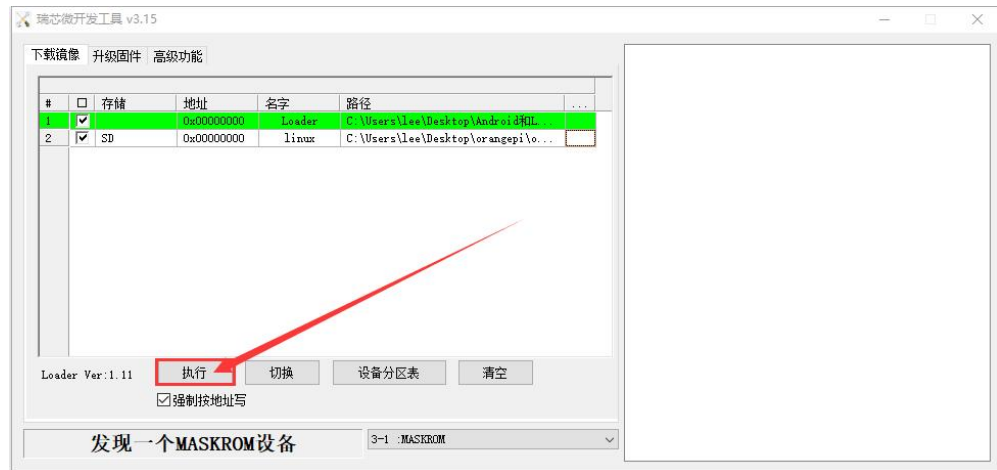 瑞芯微开发工具 v3.15
下载镜像 升级固件 高级功能
# 存储 地址 名字 路径 ...
1 0x00000000 Loader C:\Users\lee\Desktop\Android和L...
2 SD 0x00000000 linux C:\Users\lee\Desktop\orangepi\o...
Loader Ver:1.11 执行 切换 设备分区表 清空
强制按地址写
发现一个MASKROM设备 3-1 :MASKROM